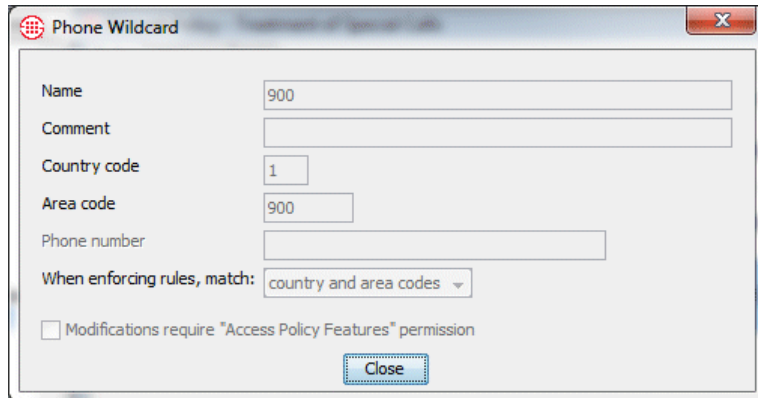 Phone Wildcard
Name 900
Comment
Country code 1
Area code 900
Phone number
When enforcing rules, match: country and area codes
Modifications require "Access Policy Features" permission
Close